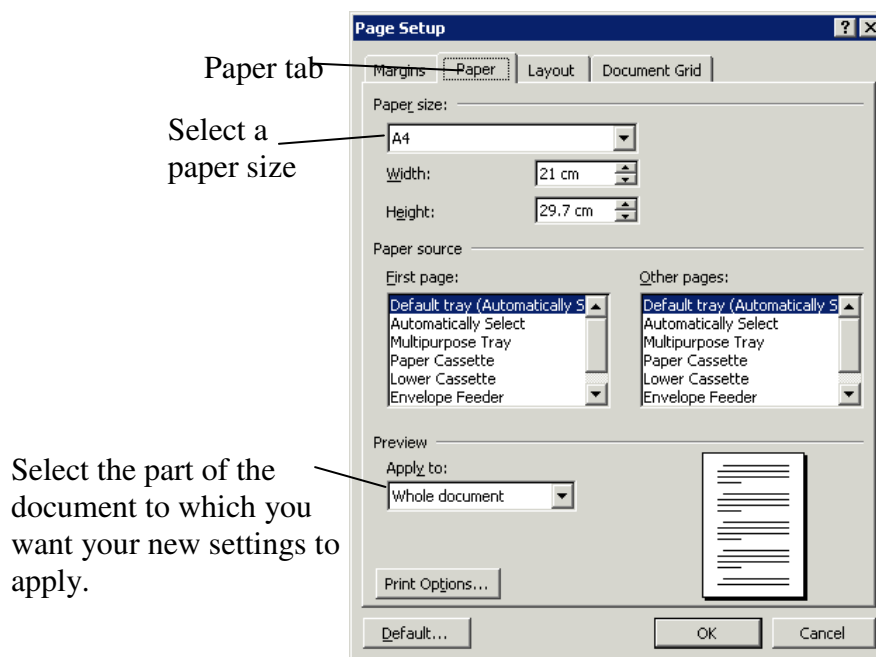 Page Setup
Paper tab
Margins Paper Layout Document Grid
Paper size:
Select a
paper size
A4
Width:
21 cm
Height:
29.7 cm
Paper source
First page:
Default tray (Automatically S
Automatically Select
Multipurpose Tray
Paper Cassette
Lower Cassette
Envelope Feeder
Other pages:
Default tray (Automatically S
Automatically Select
Multipurpose Tray
Paper Cassette
Lower Cassette
Envelope Feeder
Preview
Apply to:
Whole document
Select the part of the
document to which you
want your new settings to
apply.
Print Options...
Default...
OK
Cancel